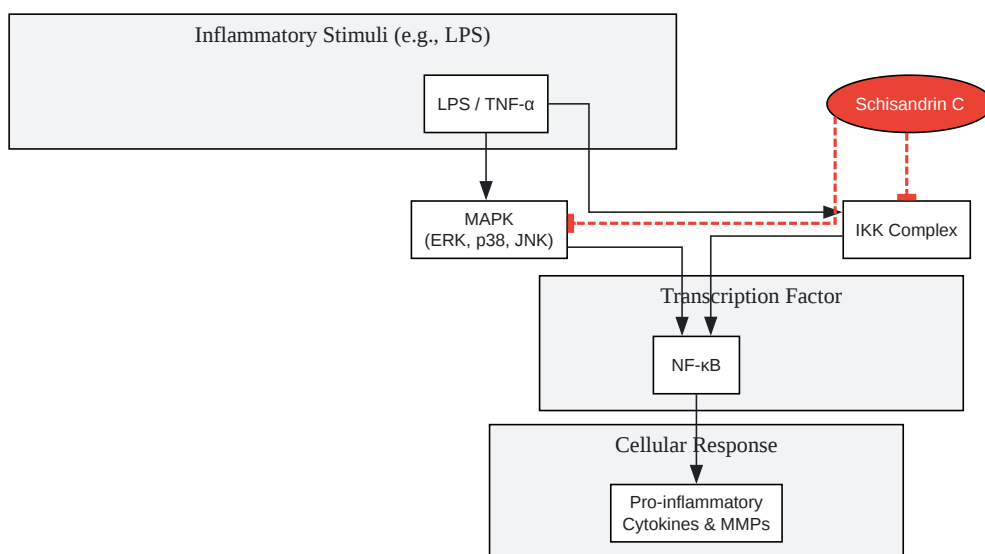 Inflammatory Stimuli (e.g., LPS)
LPS / TNF-α
Schisandrin C
MAPK
(ERK, p38, JNK)
IKK Complex
Transcription Factor
NF-κB
Cellular Response
Pro-inflammatory
Cytokines & MMPs